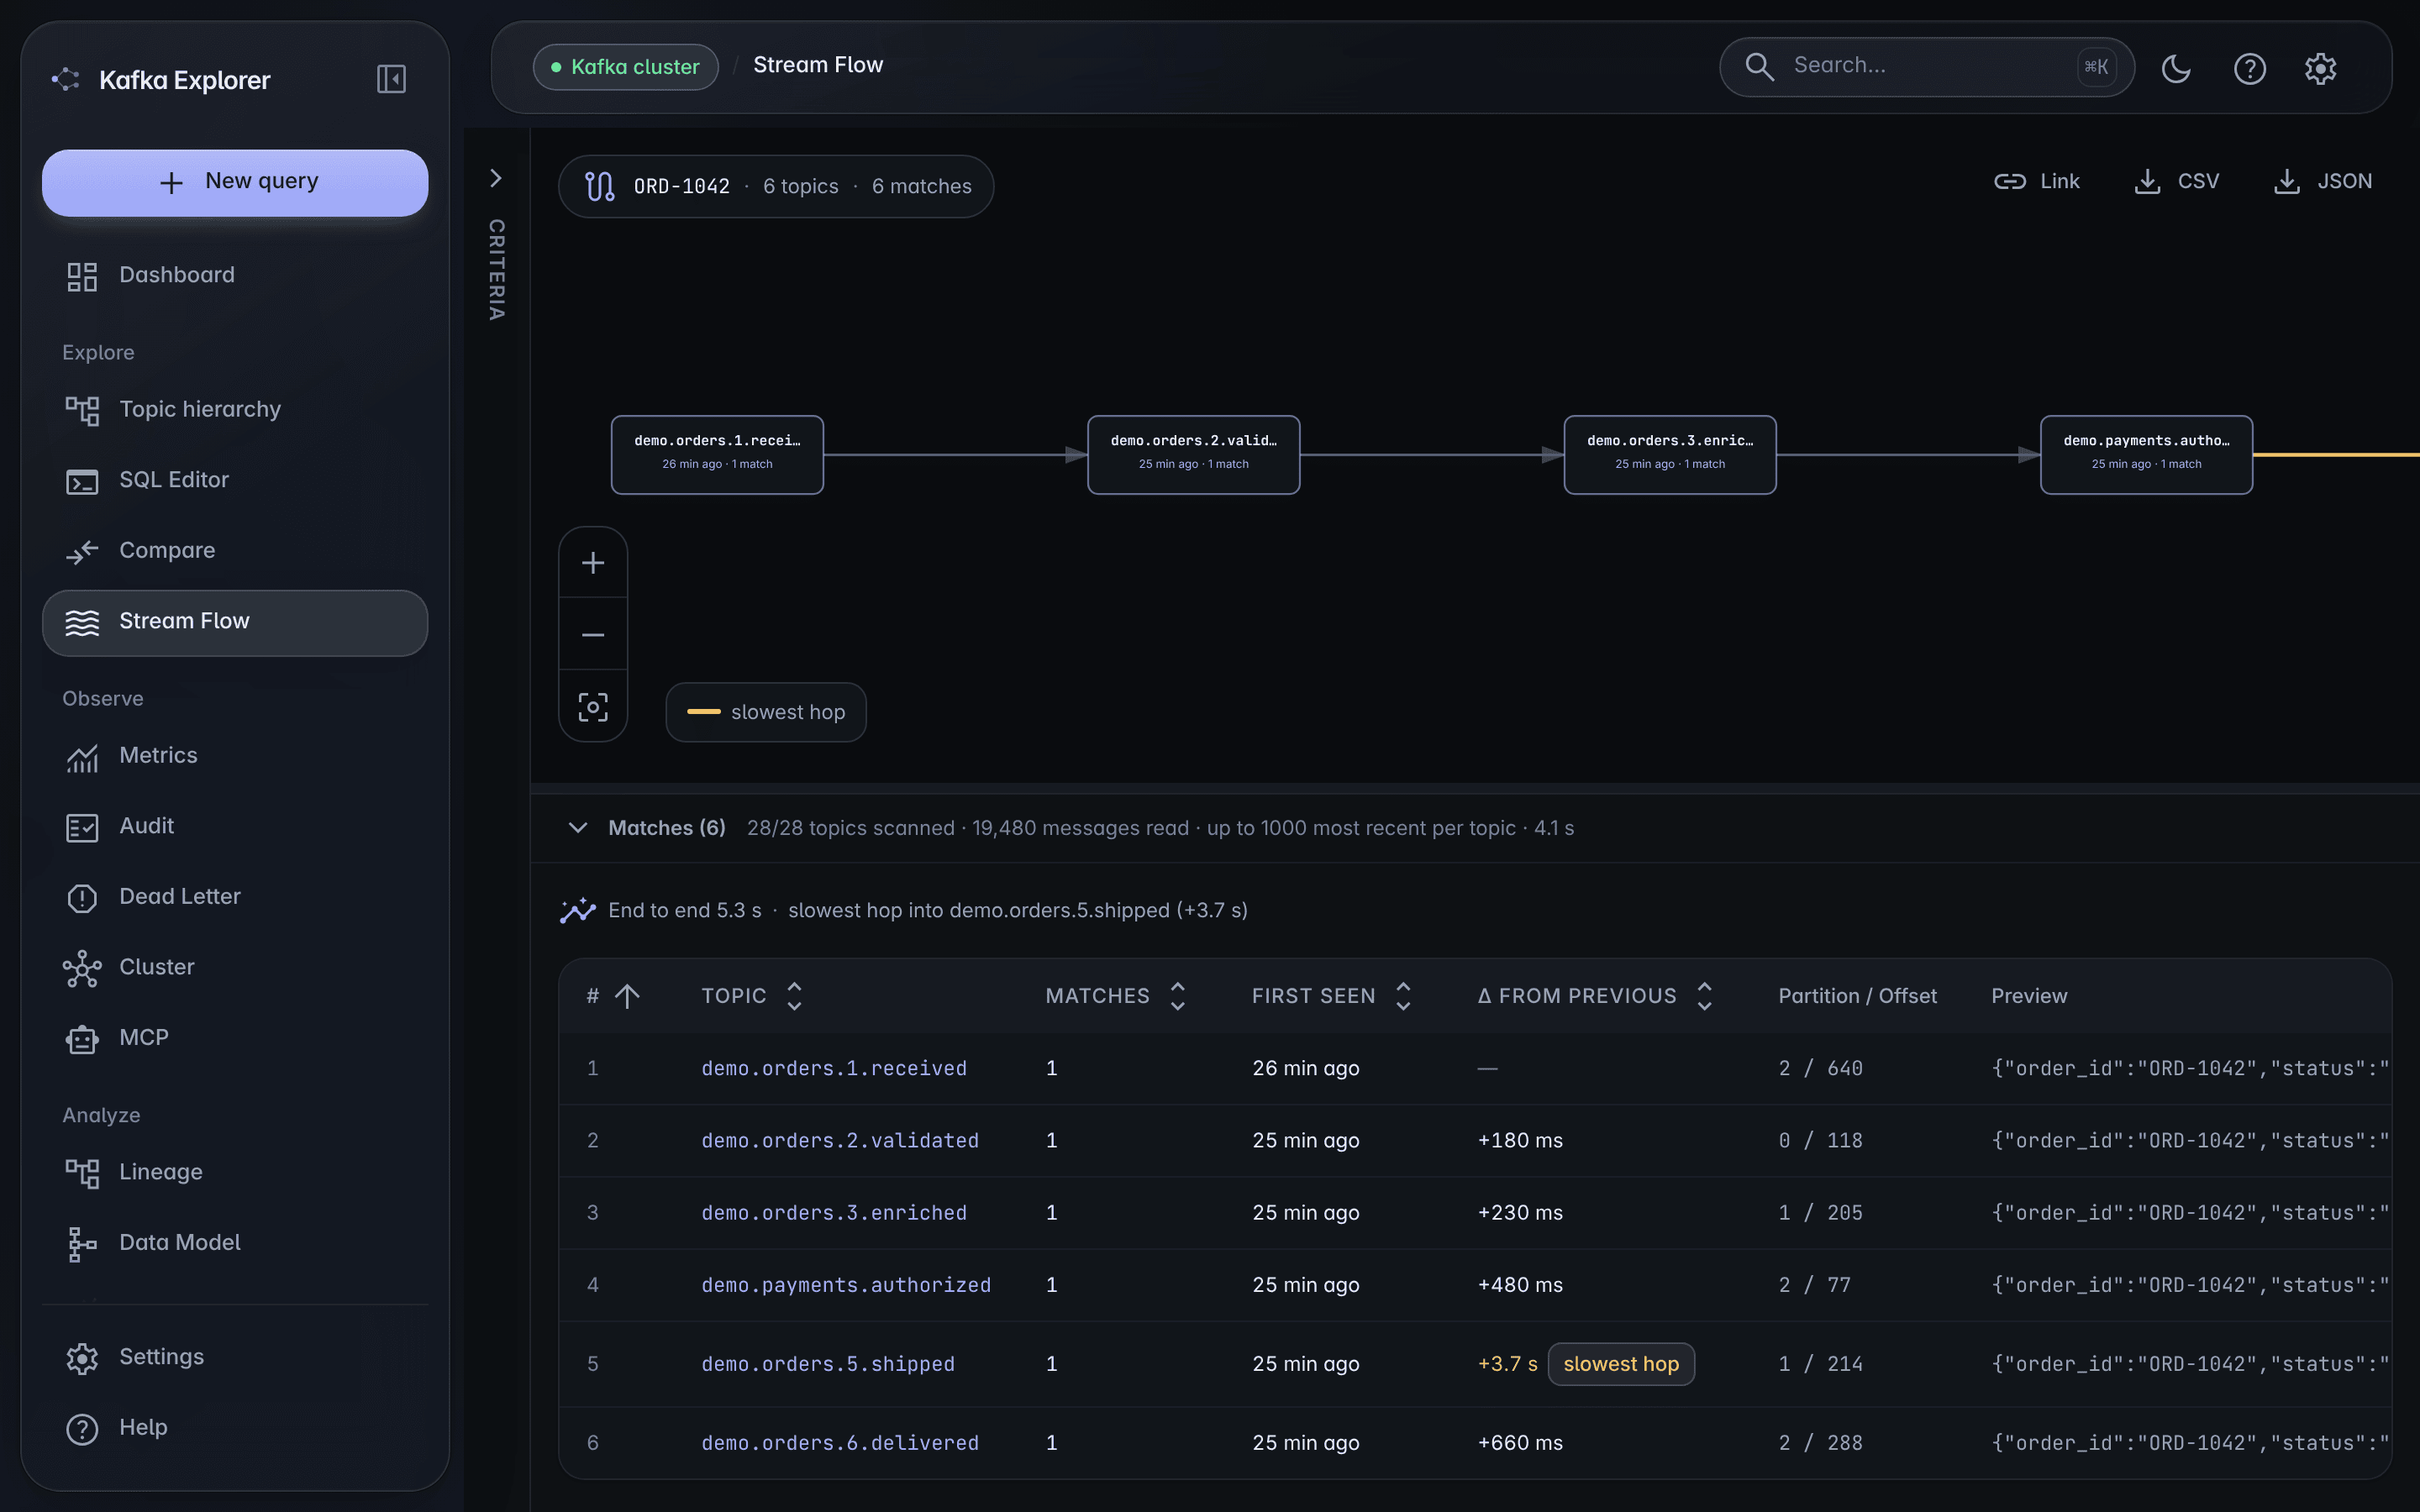 Kafka Explorer
New query
Dashboard
Explore
Topic hierarchy
SQL Editor
Compare
Stream Flow
Observe
Metrics
Audit
Dead Letter
Cluster
MCP
Analyze
Lineage
Data Model
Settings
Help
Kafka cluster / Stream Flow
Search... ⌘K
CRITERIA
ORD-1042 · 6 topics · 6 matches
Link CSV JSON
demo.orders.1.recei…
26 min ago · 1 match
demo.orders.2.valid…
25 min ago · 1 match
demo.orders.3.enric…
25 min ago · 1 match
demo.payments.autho…
25 min ago · 1 match
slowest hop
Matches (6) 28/28 topics scanned · 19,480 messages read · up to 1000 most recent per topic · 4.1 s
End to end 5.3 s · slowest hop into demo.orders.5.shipped (+3.7 s)
# TOPIC MATCHES FIRST SEEN Δ FROM PREVIOUS Partition / Offset Preview
1 demo.orders.1.received 1 26 min ago — 2 / 640 {"order_id":"ORD-1042","status":"
2 demo.orders.2.validated 1 25 min ago +180 ms 0 / 118 {"order_id":"ORD-1042","status":"
3 demo.orders.3.enriched 1 25 min ago +230 ms 1 / 205 {"order_id":"ORD-1042","status":"
4 demo.payments.authorized 1 25 min ago +480 ms 2 / 77 {"order_id":"ORD-1042","status":"
5 demo.orders.5.shipped 1 25 min ago +3.7 s slowest hop 1 / 214 {"order_id":"ORD-1042","status":"
6 demo.orders.6.delivered 1 25 min ago +660 ms 2 / 288 {"order_id":"ORD-1042","status":"